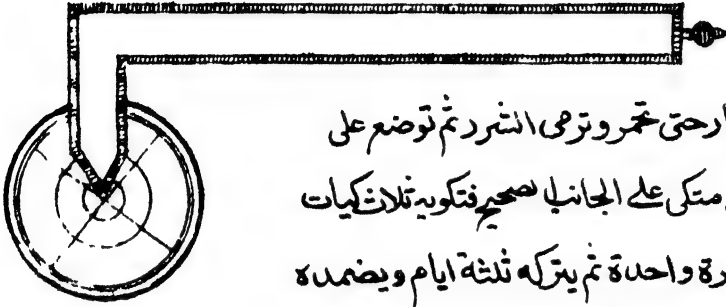 ارحتى تحمر وترمى الشرر ثم توضع على
متكى على الجانب الصحيح فتكويه ثلاث كيات
واحدة ثم يتركه ثلثة ايام ويضمده